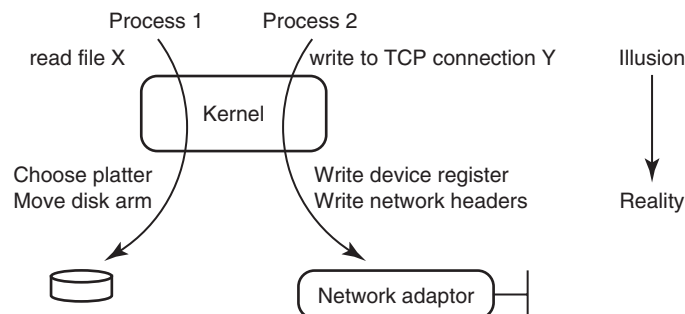 Process 1
Process 2
read file X
write to TCP connection Y
Illusion
Kernel
Choose platter
Move disk arm
Write device register
Write network headers
Reality
Network adaptor